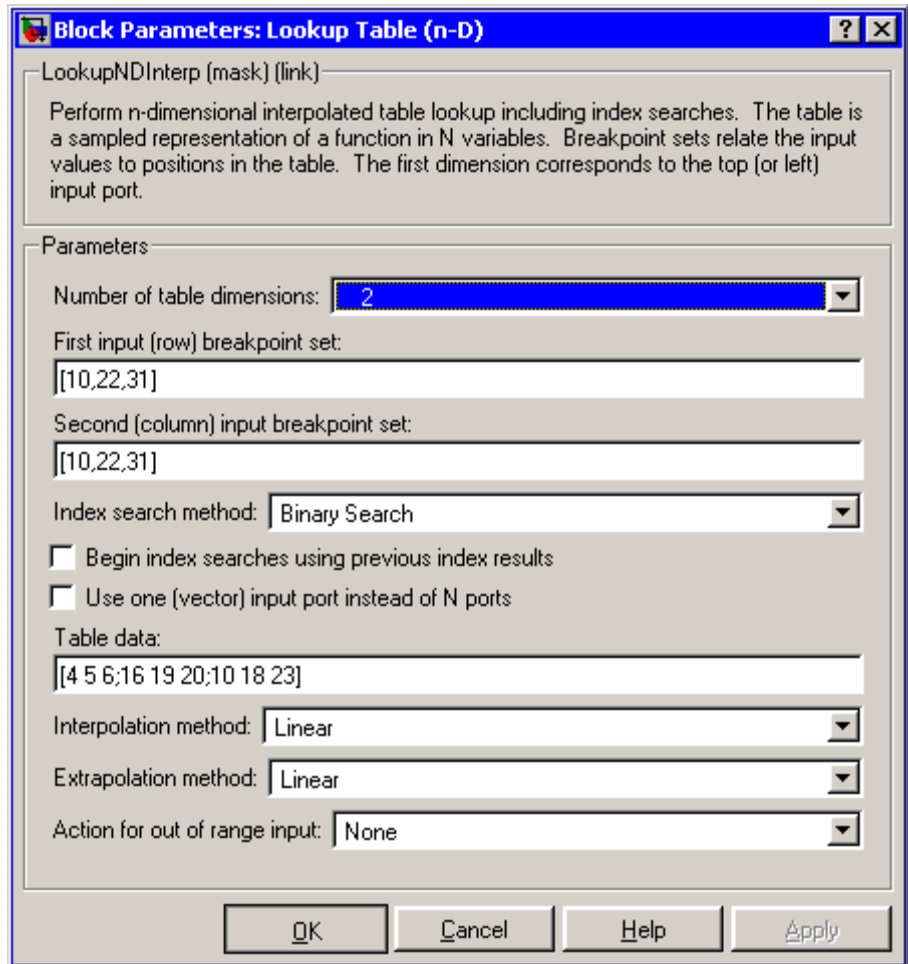 Block Parameters: Lookup Table (n-D)
LookupNDInterp (mask) (link)
Perform n-dimensional interpolated table lookup including index searches. The table is
a sampled representation of a function in N variables. Breakpoint sets relate the input
values to positions in the table. The first dimension corresponds to the top (or left)
input port.
Parameters
Number of table dimensions: 2
First input (row) breakpoint set:
[10,22,31]
Second (column) input breakpoint set:
[10,22,31]
Index search method: Binary Search
Begin index searches using previous index results
Use one (vector) input port instead of N ports
Table data:
[4 5 6;16 19 20;10 18 23]
Interpolation method: Linear
Extrapolation method: Linear
Action for out of range input: None
OK Cancel Help Apply